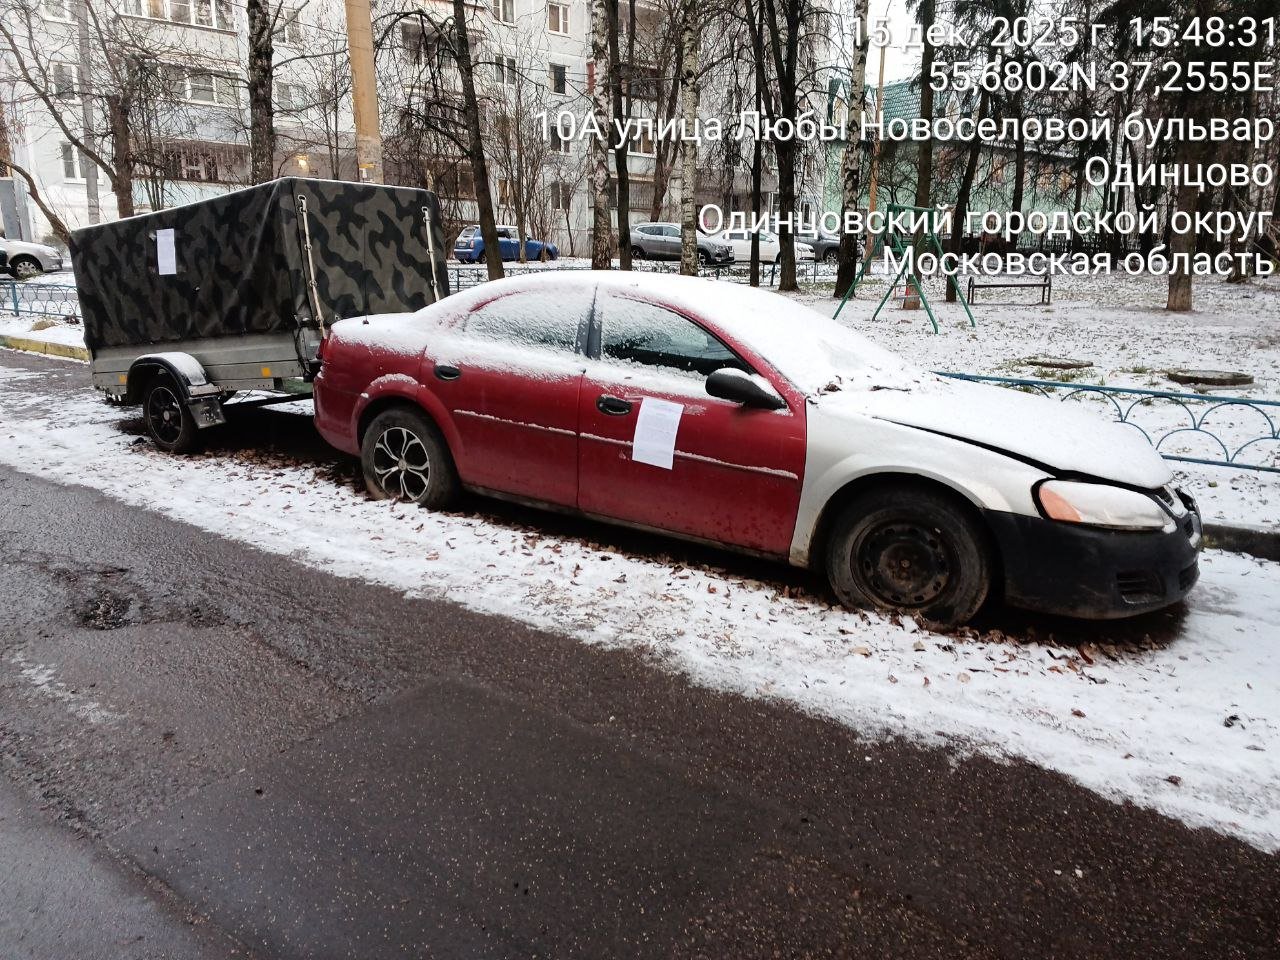 15 дек. 2025 г. 15:48:31
55,6802N 37,2555E
10А улица Любы Новоселовой бульвар
Одинцово
Одинцовский городской округ
Московская область